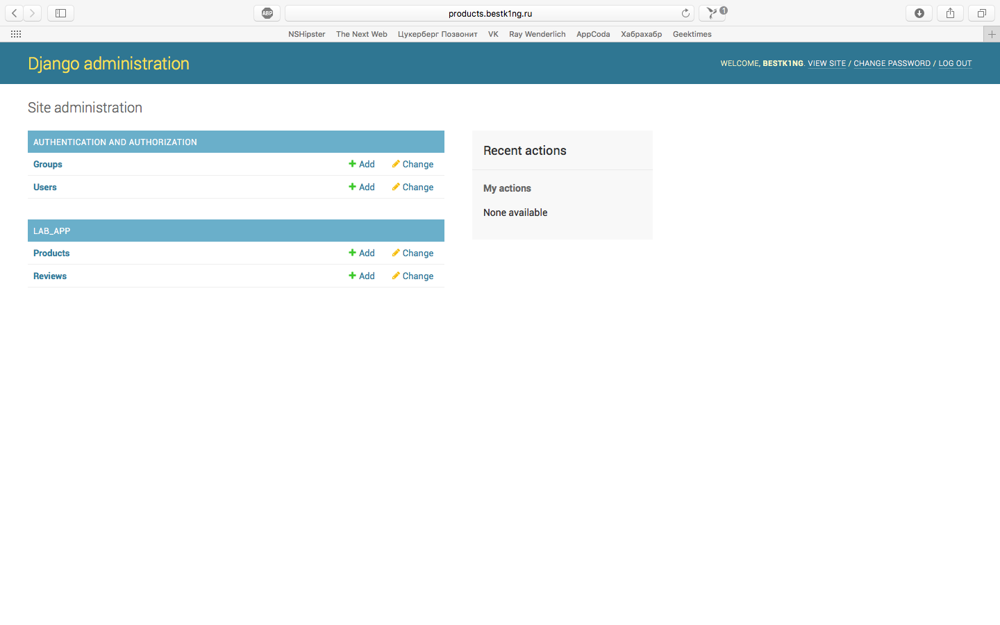 ABP
products.bestk1ng.ru
1
NSHipster The Next Web Цукерберг Позвонит VK Ray Wenderlich AppCoda Хабрахабр Geektimes
Django administration
WELCOME, BESTK1NG. VIEW SITE / CHANGE PASSWORD / LOG OUT
Site administration
AUTHENTICATION AND AUTHORIZATION
Groups Add Change
Users Add Change
LAB_APP
Products Add Change
Reviews Add Change
Recent actions
My actions
None available